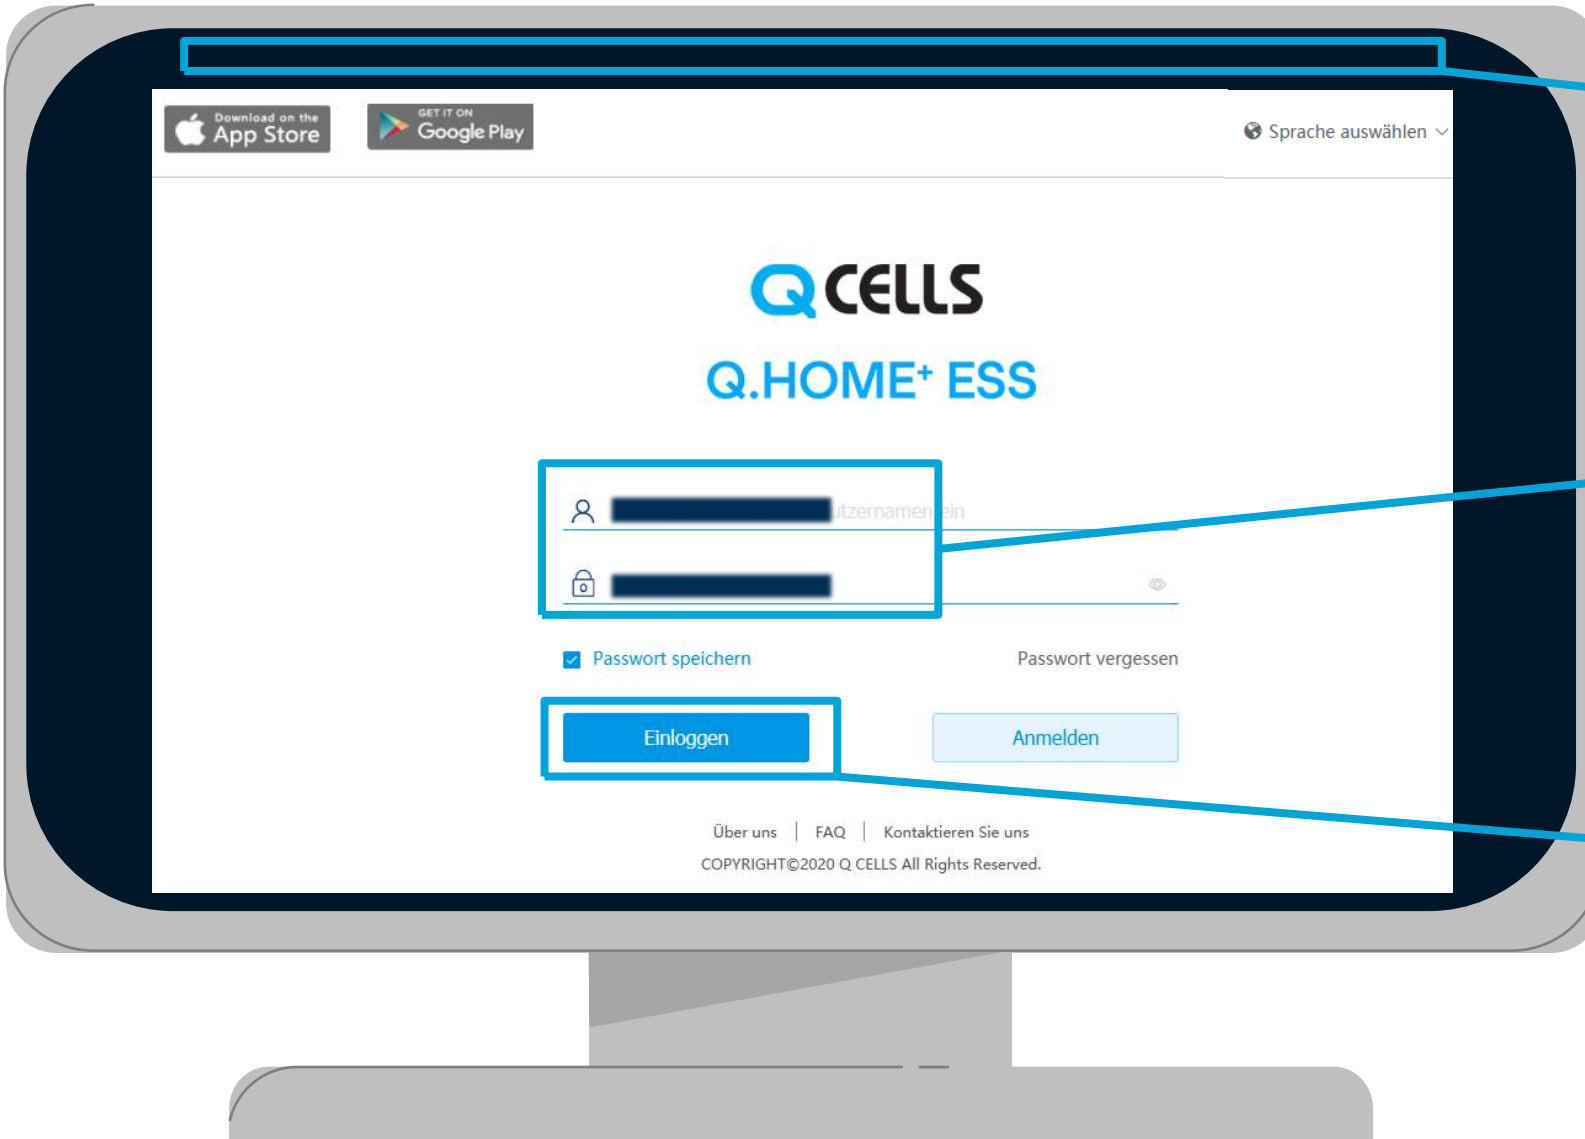 Download on the
App Store
GET IT ON
Google Play
Sprache auswählen
Q CELLS
Q.HOME⁺ ESS
ein
Passwort speichern
Passwort vergessen
Einloggen
Anmelden
Über uns | FAQ | Kontaktieren Sie uns
COPYRIGHT©2020 Q CELLS All Rights Reserved.